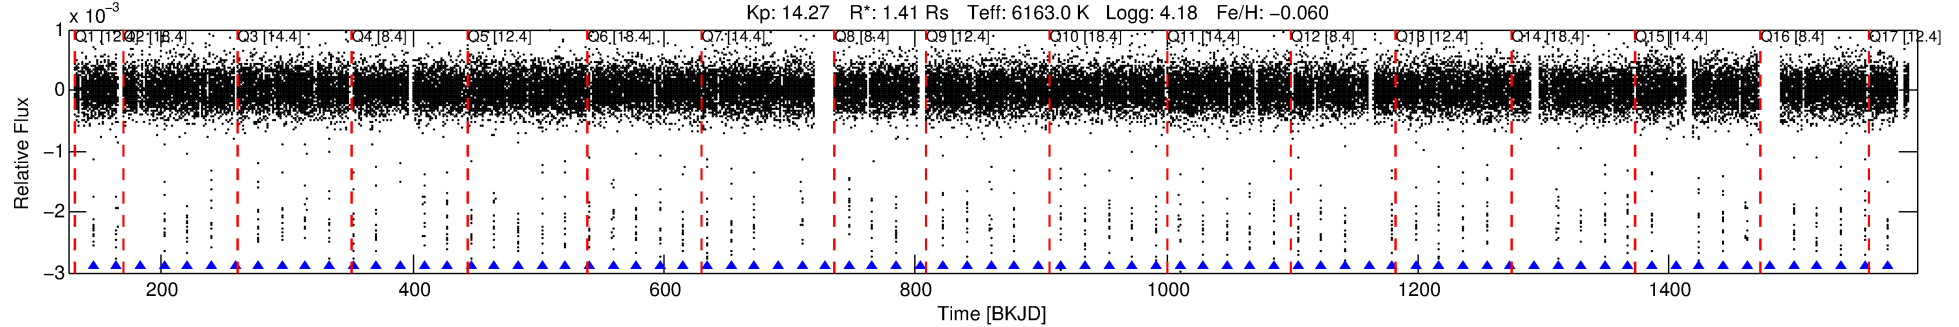 Kp: 14.27 R*: 1.41 Rs Teff: 6163.0 K Logg: 4.18 Fe/H: −0.060
x 10⁻³
Q3 [14.4] Q4 [8.4] Q5 [12.4] Q6 [18.4] Q7 [14.4] Q8 [8.4] Q9 [12.4] Q10 [18.4] Q11 [14.4] Q12 [8.4] Q13 [12.4] Q14 [18.4] Q15 [14.4] Q16 [8.4] Q17 [12.4]
1
0
−1
−2
−3
Relative Flux
200 400 600 800 1000 1200 1400
Time [BKJD]